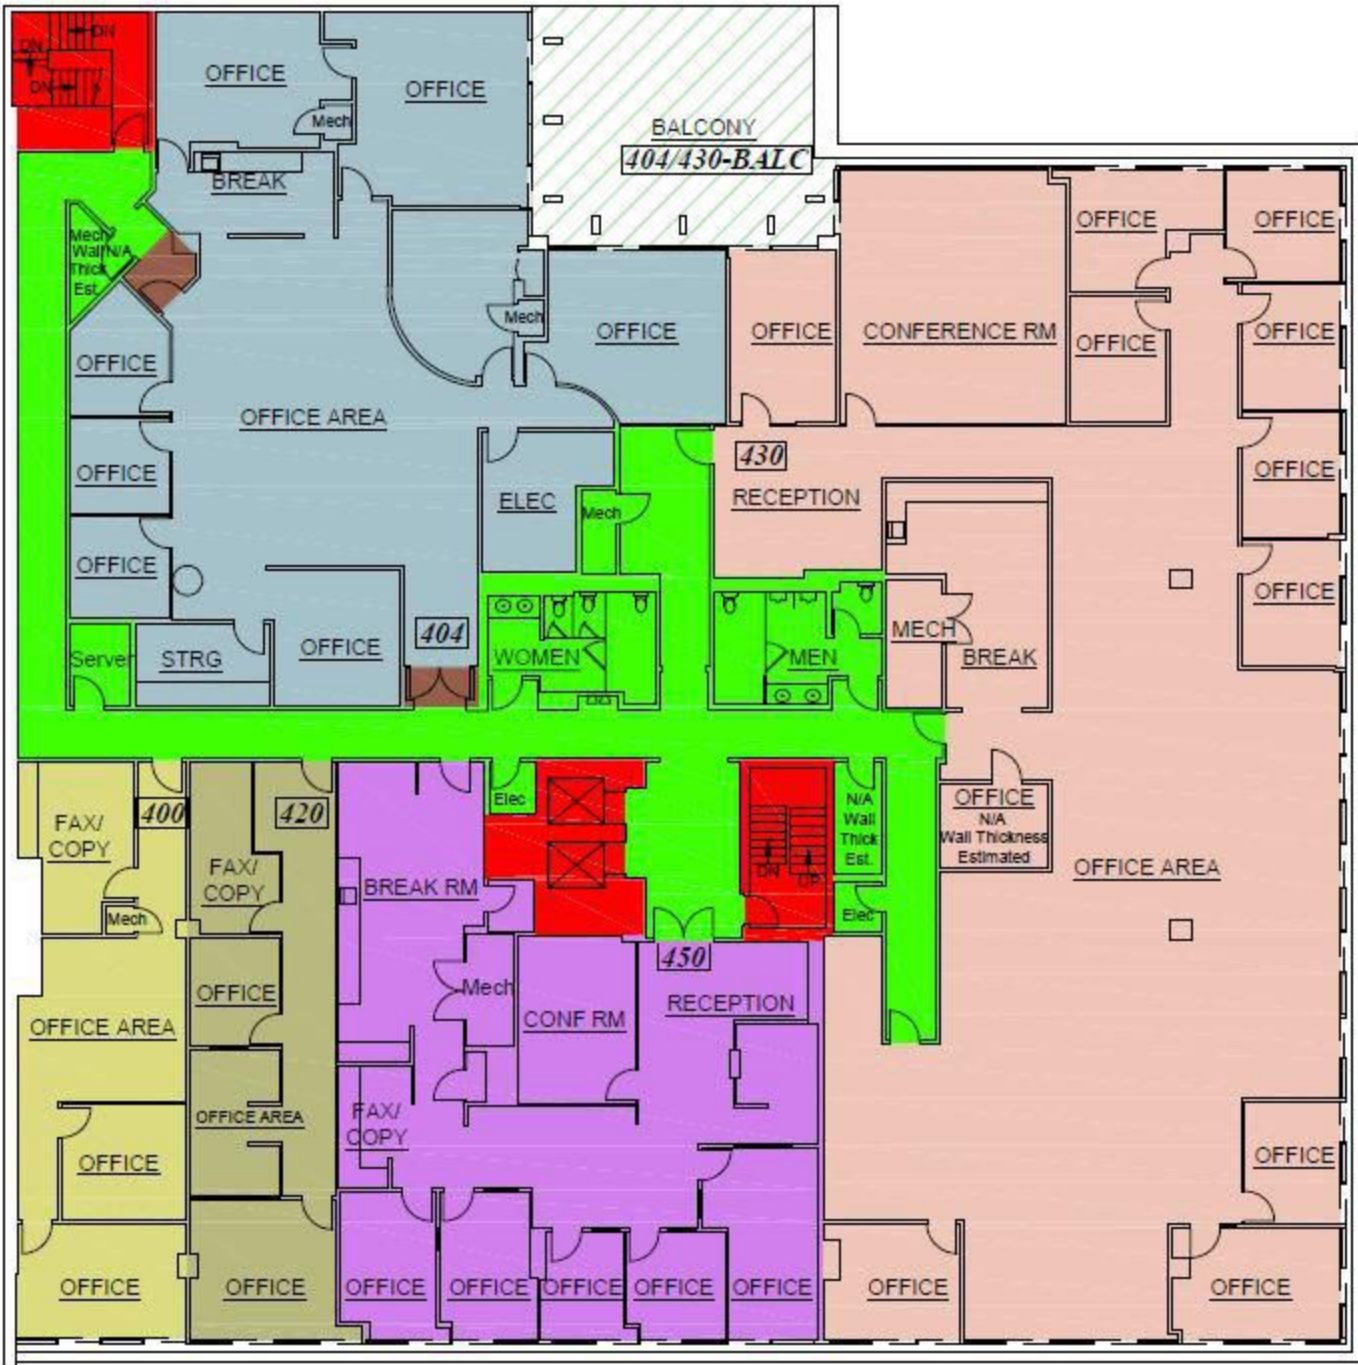 DN
DN
DN
OFFICE
OFFICE
Mech
BREAK
BALCONY
404/430-BALC
Mech
Wall N/A
Thick
Est.
OFFICE
OFFICE
OFFICE
OFFICE AREA
Mech
OFFICE
ELEC
Mech
Server
STRG
OFFICE
404
WOMEN
MEN
OFFICE
CONFERENCE RM
OFFICE
OFFICE
OFFICE
OFFICE
OFFICE
OFFICE
430
RECEPTION
MECH
BREAK
OFFICE
N/A
Wall Thickness
Estimated
OFFICE AREA
400
FAX/
COPY
Mech
OFFICE AREA
OFFICE
OFFICE
420
FAX/
COPY
OFFICE
OFFICE AREA
OFFICE
Elec
BREAK RM
Mech
CONF RM
450
RECEPTION
FAX/
COPY
OFFICE
OFFICE
OFFICE
OFFICE
OFFICE
DN
UP
N/A
Wall
Thick
Est.
Elec
OFFICE
OFFICE
OFFICE